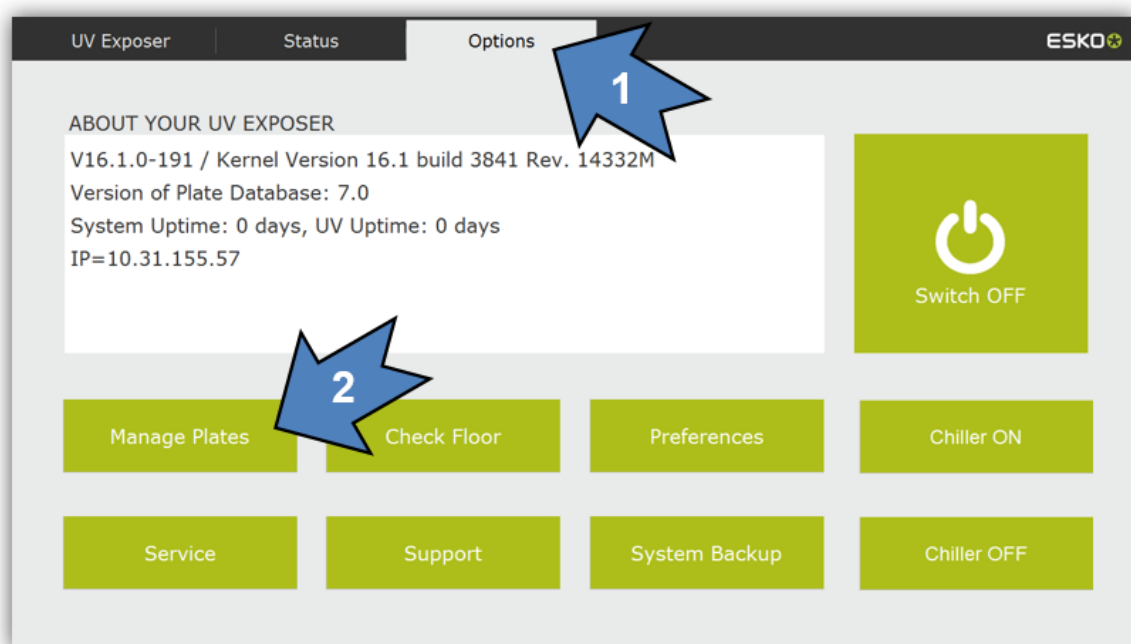 UV Exposer Status Options ESKO
1
ABOUT YOUR UV EXPOSER
V16.1.0-191 / Kernel Version 16.1 build 3841 Rev. 14332M
Version of Plate Database: 7.0
System Uptime: 0 days, UV Uptime: 0 days
IP=10.31.155.57
Switch OFF
2
Manage Plates Check Floor Preferences Chiller ON
Service Support System Backup Chiller OFF